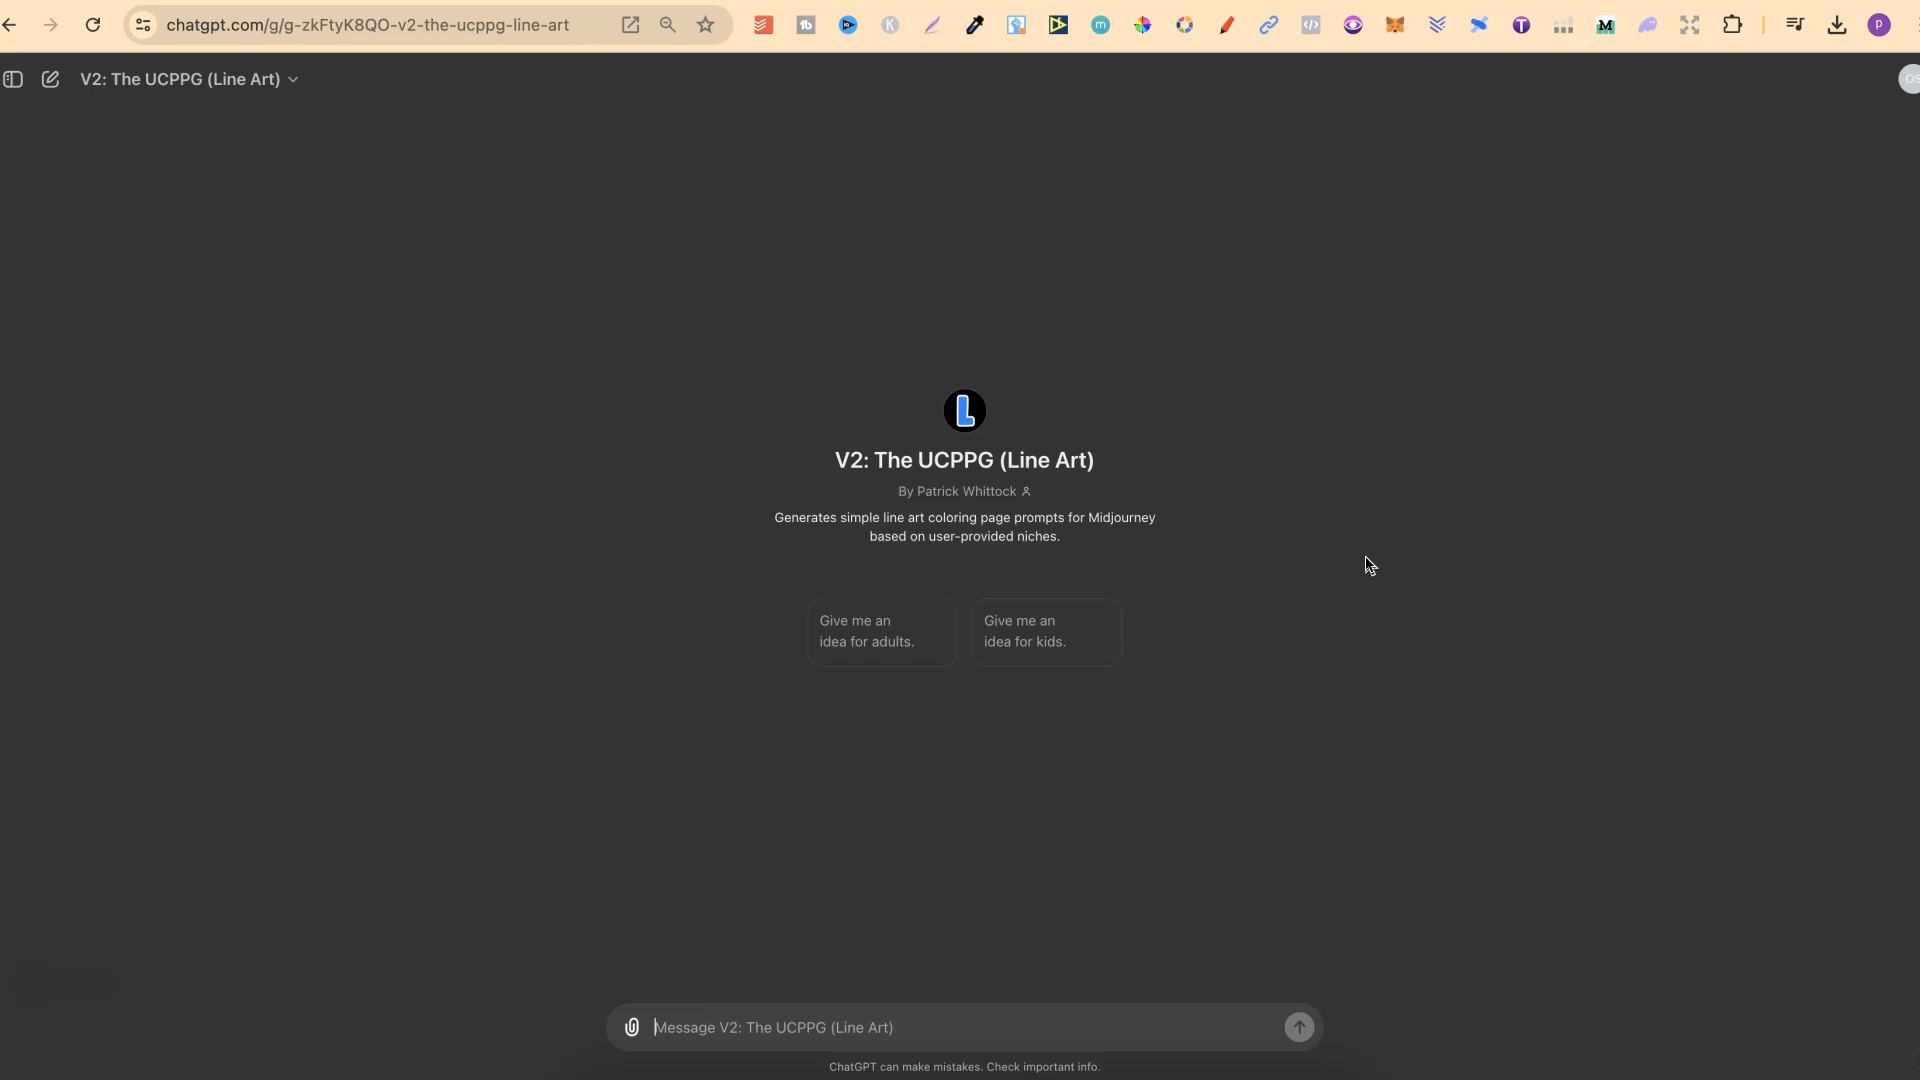 chatgpt.com/g/g-zkFtyK8QO-v2-the-ucppg-line-art
V2: The UCPPG (Line Art)
OS
L
V2: The UCPPG (Line Art)
By Patrick Whittock
Generates simple line art coloring page prompts for Midjourney
based on user-provided niches.
Give me an
idea for adults.
Give me an
idea for kids.
Message V2: The UCPPG (Line Art)
ChatGPT can make mistakes. Check important info.